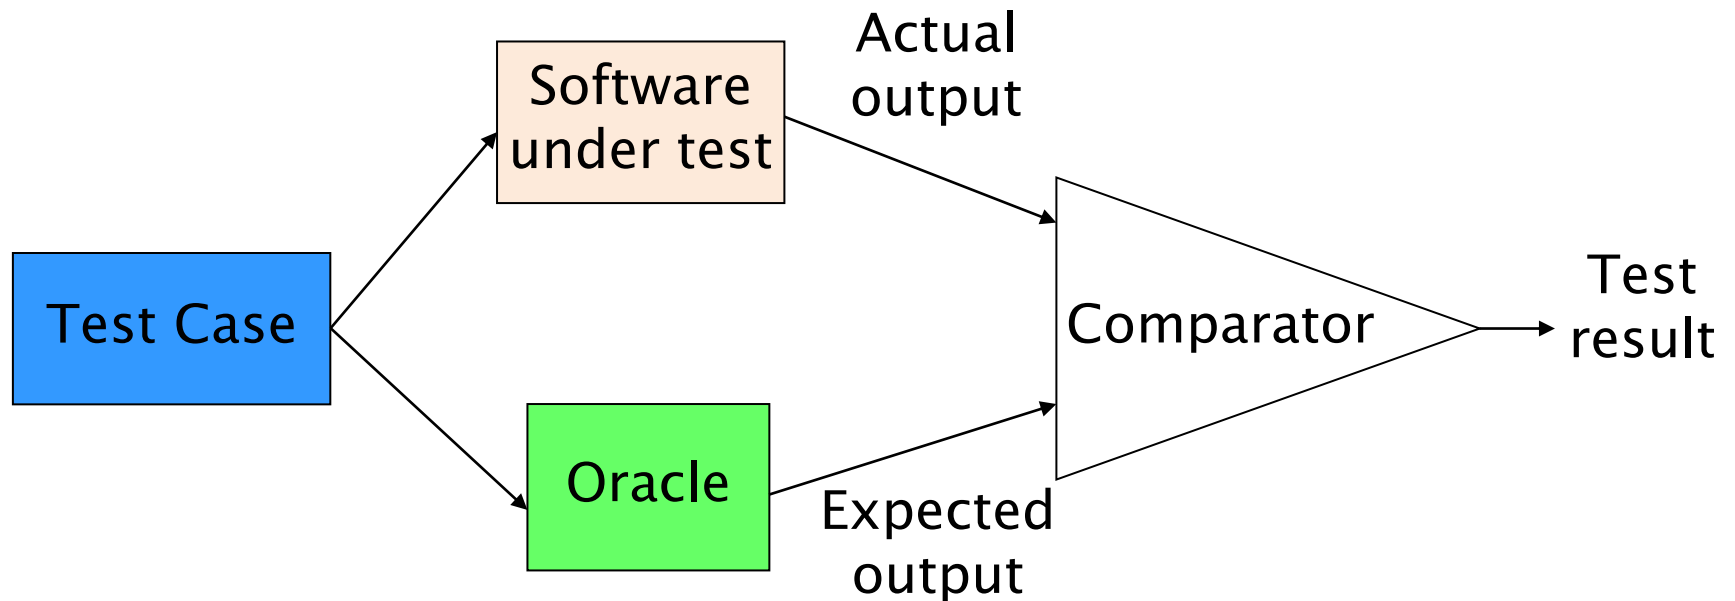 Actual
output
Software
under test
Test Case
Comparator
Test
result
Oracle
Expected
output